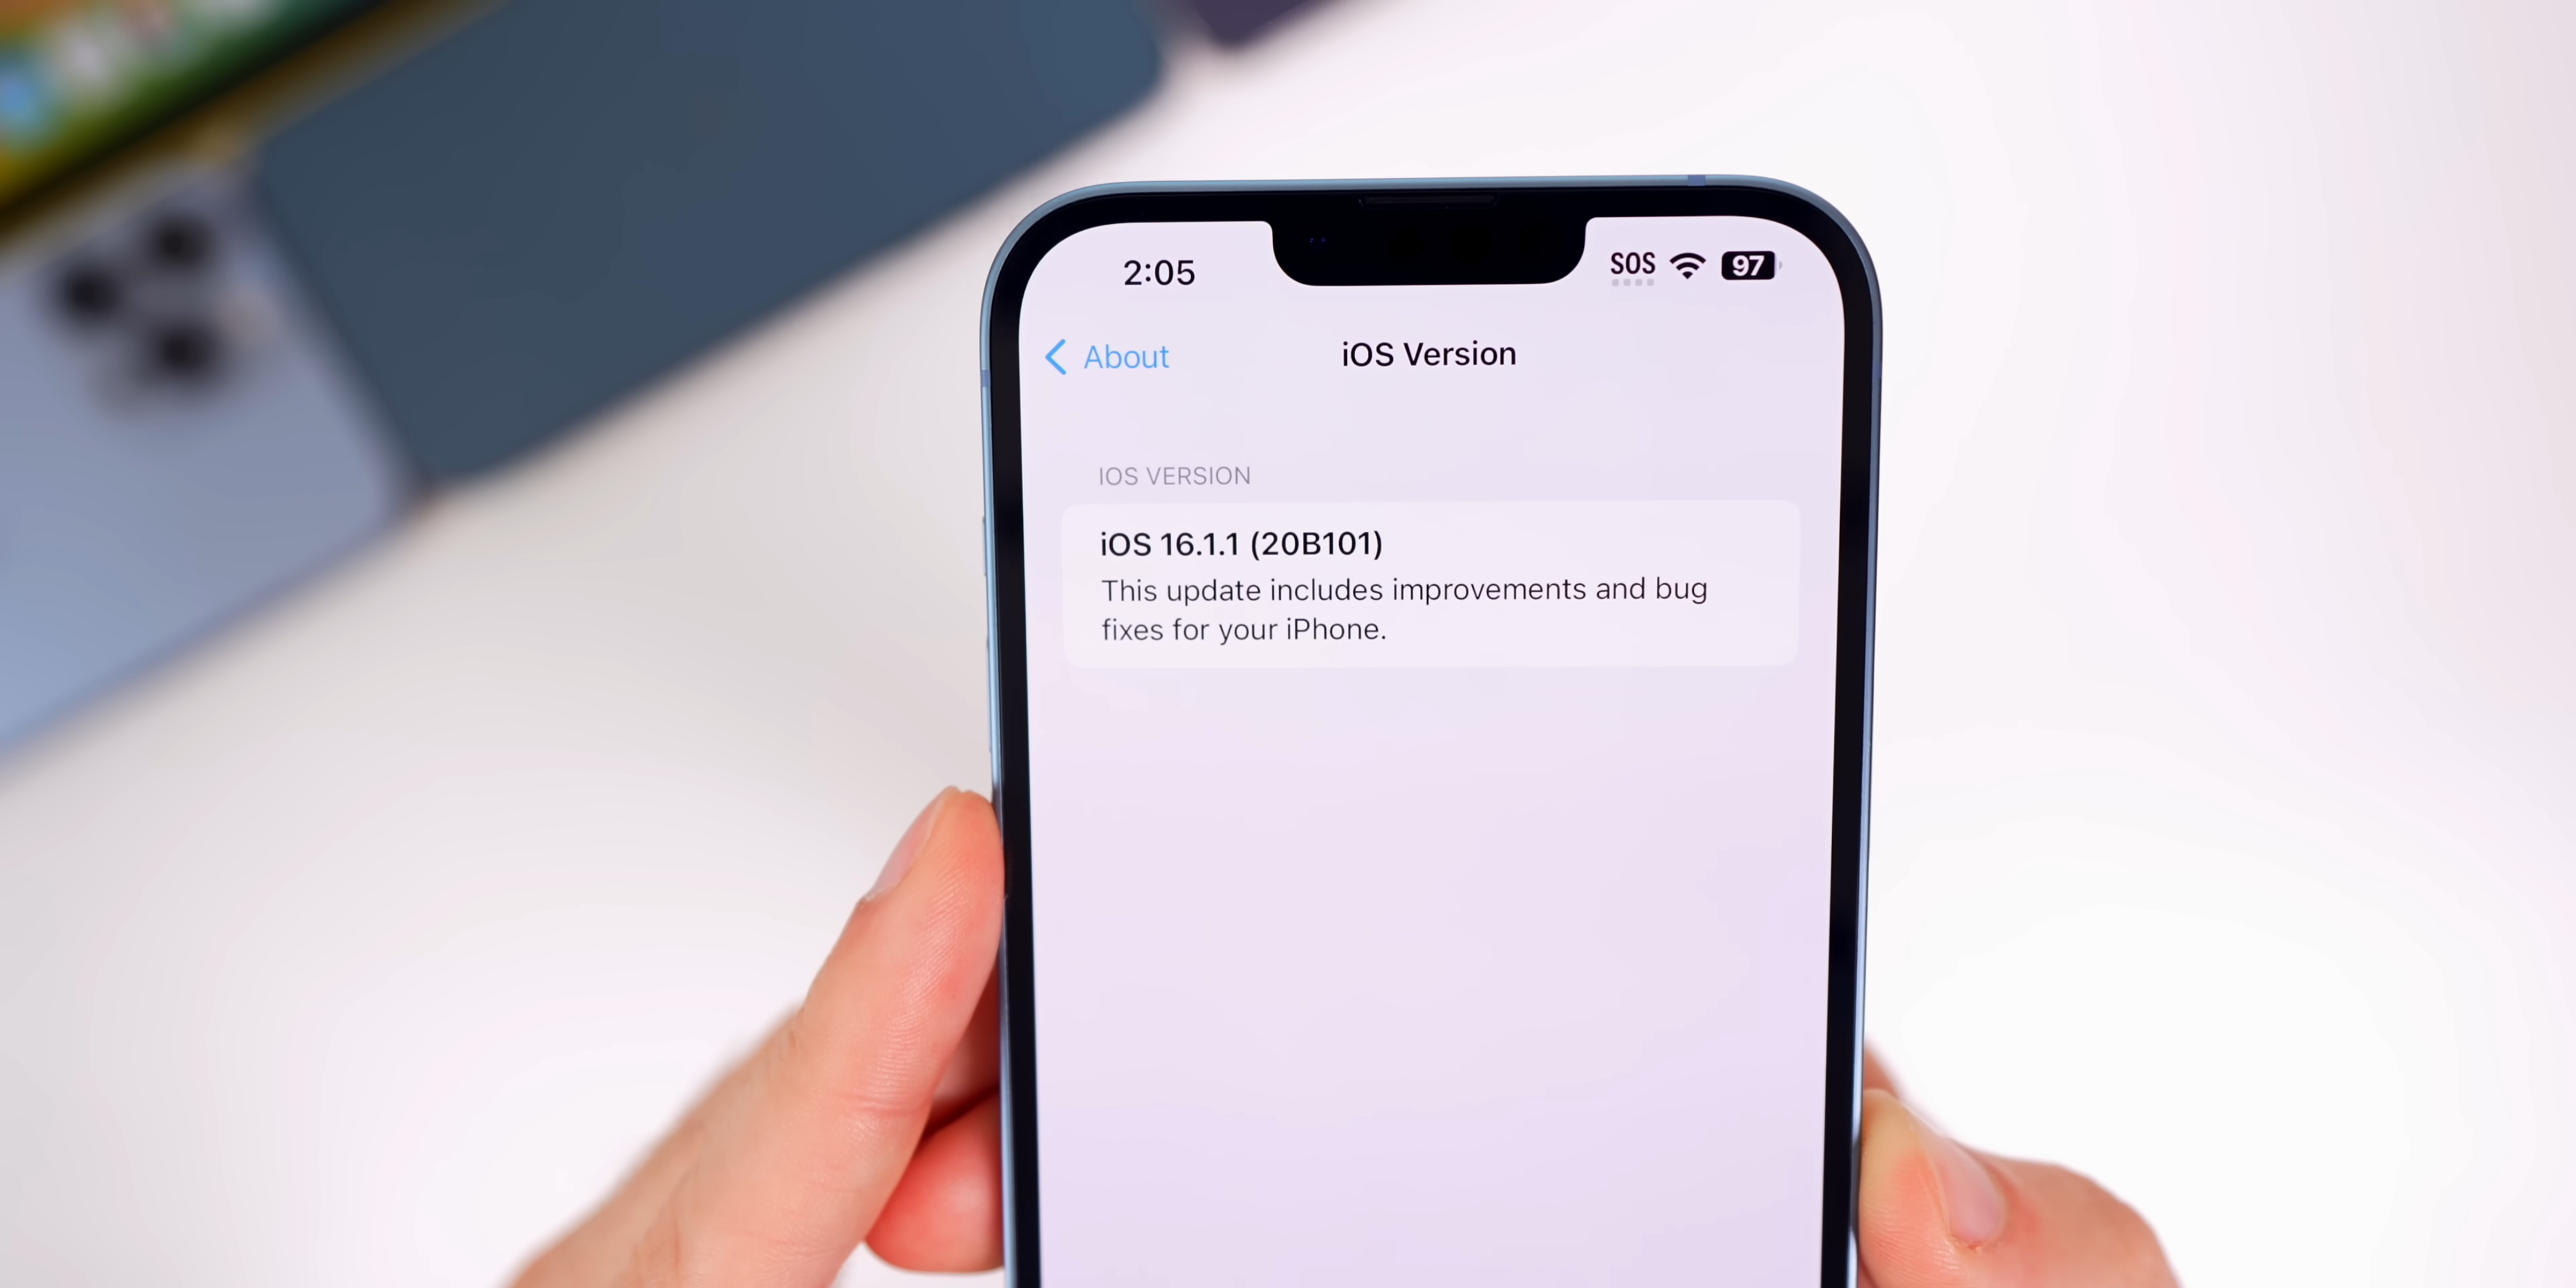 2:05
SOS 97
About
iOS Version
IOS VERSION
iOS 16.1.1 (20B101)
This update includes improvements and bug
fixes for your iPhone.